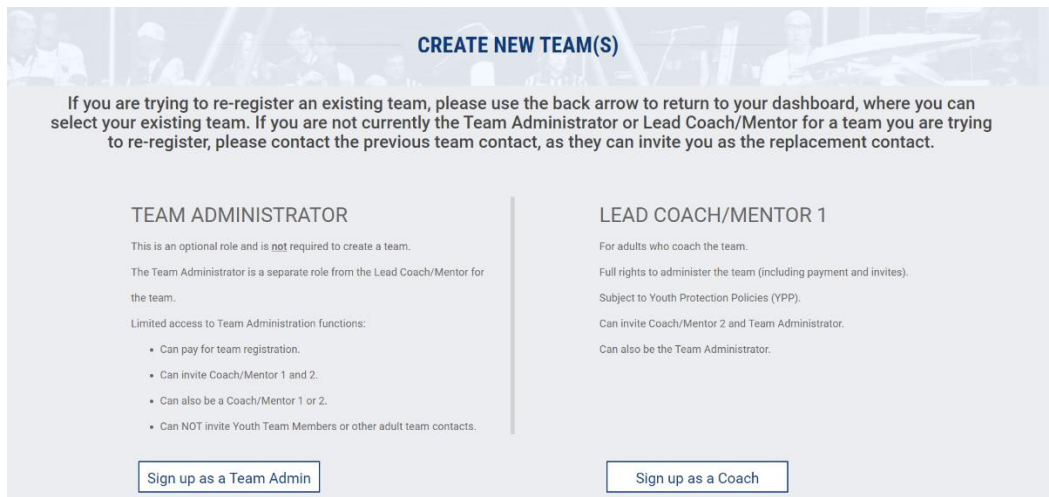 CREATE NEW TEAM(S)
If you are trying to re-register an existing team, please use the back arrow to return to your dashboard, where you can
select your existing team. If you are not currently the Team Administrator or Lead Coach/Mentor for a team you are trying
to re-register, please contact the previous team contact, as they can invite you as the replacement contact.
TEAM ADMINISTRATOR
This is an optional role and is not required to create a team.
The Team Administrator is a separate role from the Lead Coach/Mentor for
the team.
Limited access to Team Administration functions:
• Can pay for team registration.
• Can invite Coach/Mentor 1 and 2.
• Can also be a Coach/Mentor 1 or 2.
• Can NOT invite Youth Team Members or other adult team contacts.
Sign up as a Team Admin
LEAD COACH/MENTOR 1
For adults who coach the team.
Full rights to administer the team (including payment and invites).
Subject to Youth Protection Policies (YPP).
Can invite Coach/Mentor 2 and Team Administrator.
Can also be the Team Administrator.
Sign up as a Coach